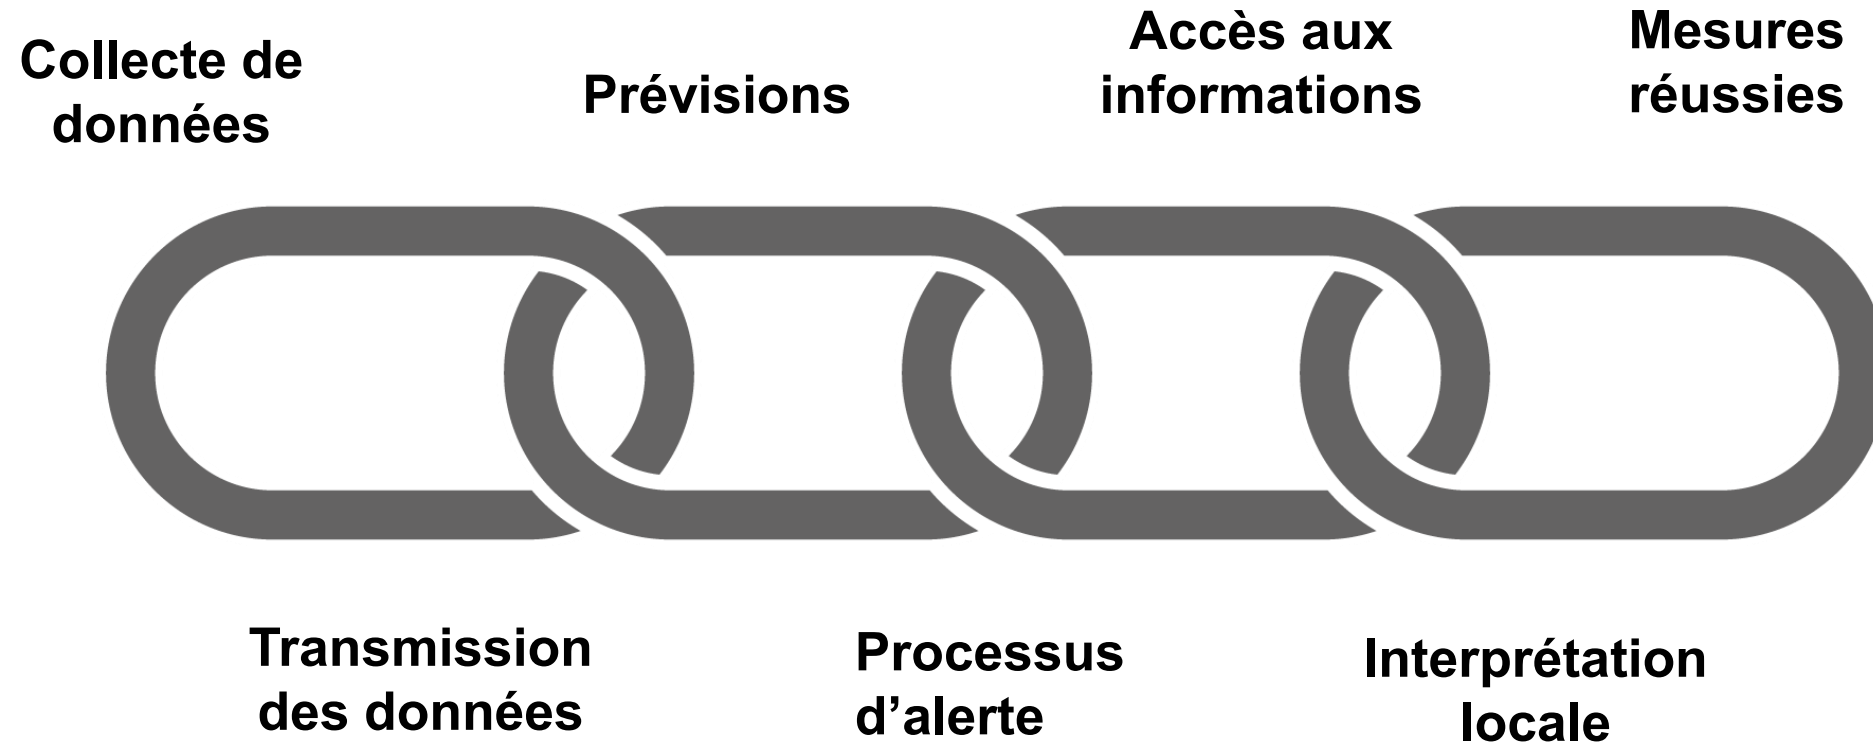 Collecte de
données
Prévisions
Accès aux
informations
Mesures
réussies
Transmission
des données
Processus
d’alerte
Interprétation
locale